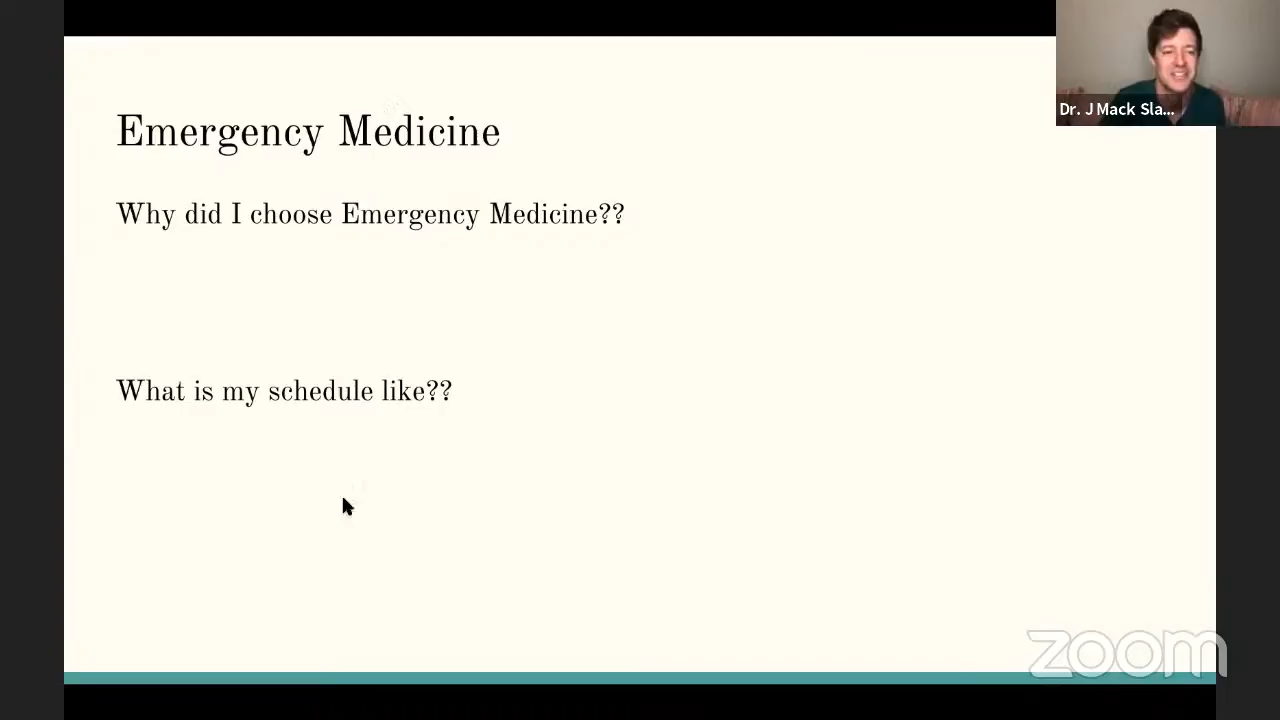 Emergency Medicine
Why did I choose Emergency Medicine??
What is my schedule like??
Dr. J Mack Sla...
zoom